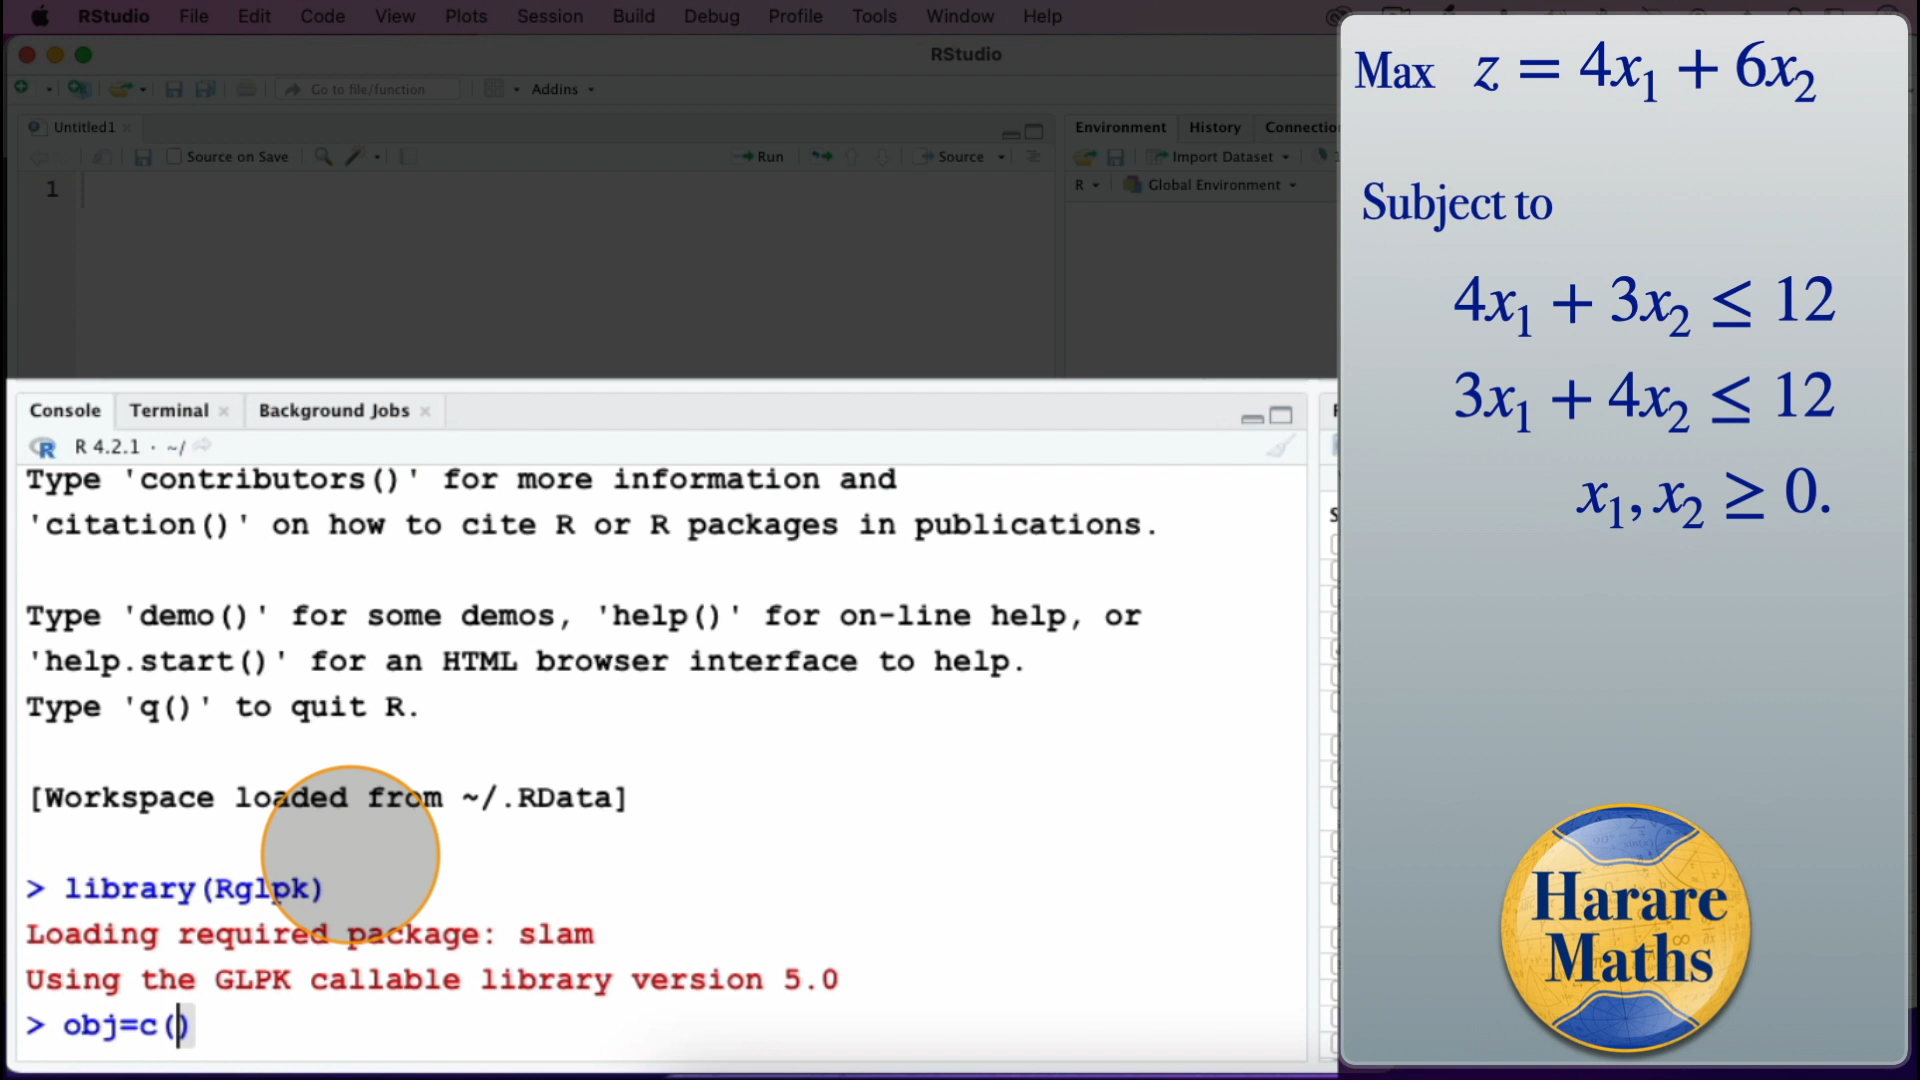 RStudio File Edit Code View Plots Session Build Debug Profile Tools Window Help
RStudio
Go to file/function Addins
Untitled1
Source on Save Run Source
1
Environment History Connectio
Import Dataset
R Global Environment
Console Terminal Background Jobs
R 4.2.1 · ~/
Type 'contributors()' for more information and
'citation()' on how to cite R or R packages in publications.
Type 'demo()' for some demos, 'help()' for on-line help, or
'help.start()' for an HTML browser interface to help.
Type 'q()' to quit R.
[Workspace loaded from ~/.RData]
> library(Rglpk)
Loading required package: slam
Using the GLPK callable library version 5.0
> obj=c()
Max z = 4x₁ + 6x₂
Subject to
4x₁ + 3x₂ ≤ 12
3x₁ + 4x₂ ≤ 12
x₁, x₂ ≥ 0.
Harare
Maths